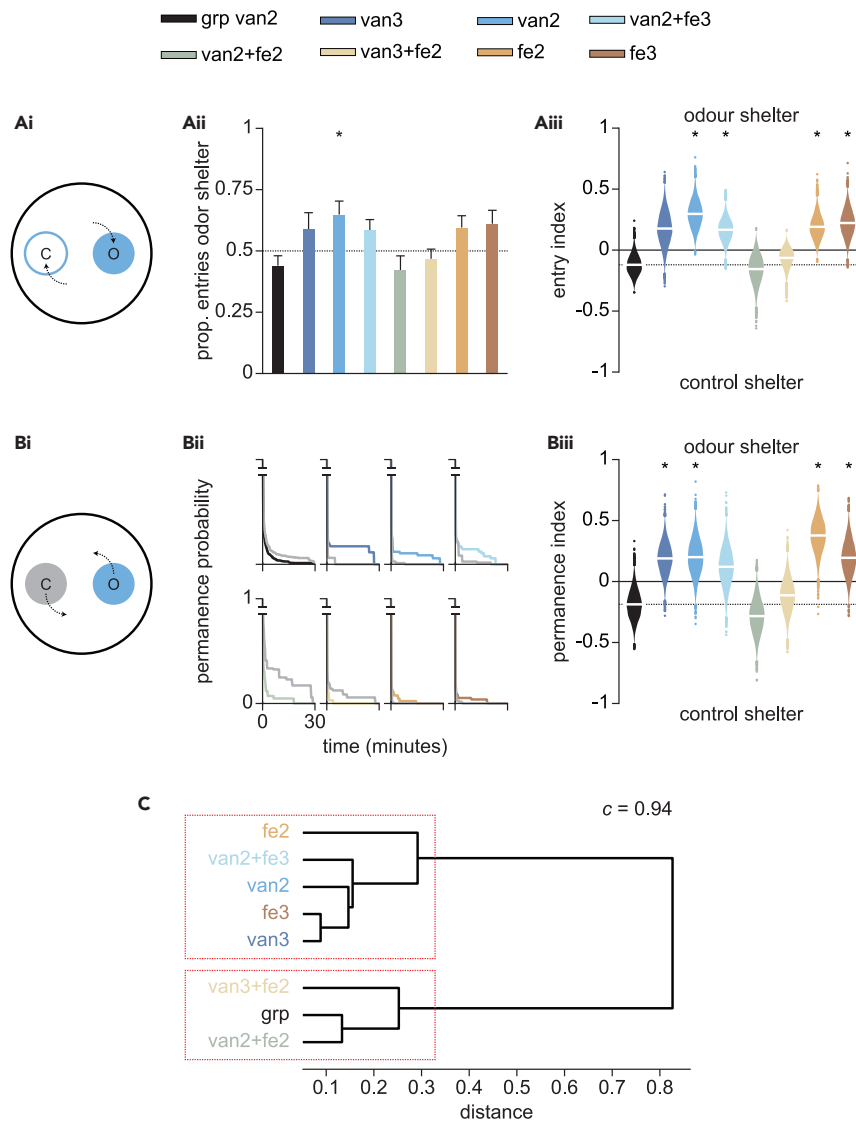 grp van2 van3 van2 van2+fe3
van2+fe2 van3+fe2 fe2 fe3
Ai
C O
Aii
*
prop. entries odor shelter
1
0.75
0.5
0.25
0
Aiii
odour shelter
* * * *
entry index
1
0.5
0
-0.5
-1
control shelter
Bi
C O
Bii
permanence probability
1
0
0 30
time (minutes)
Biii
odour shelter
* * * *
permanence index
1
0.5
0
-0.5
-1
control shelter
C
c = 0.94
fe2
van2+fe3
van2
fe3
van3
van3+fe2
grp
van2+fe2
0.1 0.2 0.3 0.4 0.5 0.6 0.7 0.8
distance